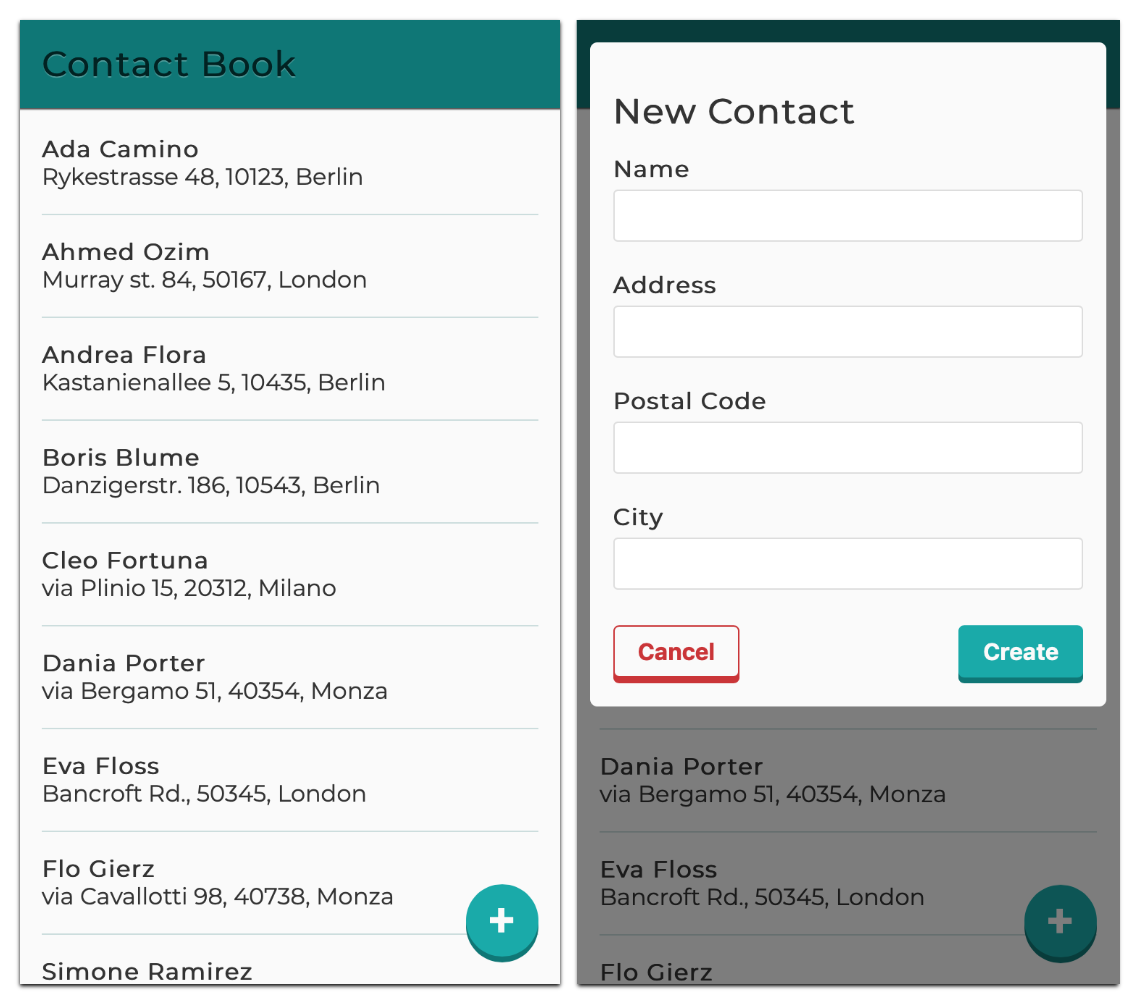 Contact Book
Ada Camino
Rykestrasse 48, 10123, Berlin
Ahmed Ozim
Murray st. 84, 50167, London
Andrea Flora
Kastanienallee 5, 10435, Berlin
Boris Blume
Danzigerstr. 186, 10543, Berlin
Cleo Fortuna
via Plinio 15, 20312, Milano
Dania Porter
via Bergamo 51, 40354, Monza
Eva Floss
Bancroft Rd., 50345, London
Flo Gierz
via Cavallotti 98, 40738, Monza
+
Simone Ramirez
New Contact
Name
Address
Postal Code
City
Cancel
Create
Dania Porter
via Bergamo 51, 40354, Monza
Eva Floss
Bancroft Rd., 50345, London
+
Flo Gierz